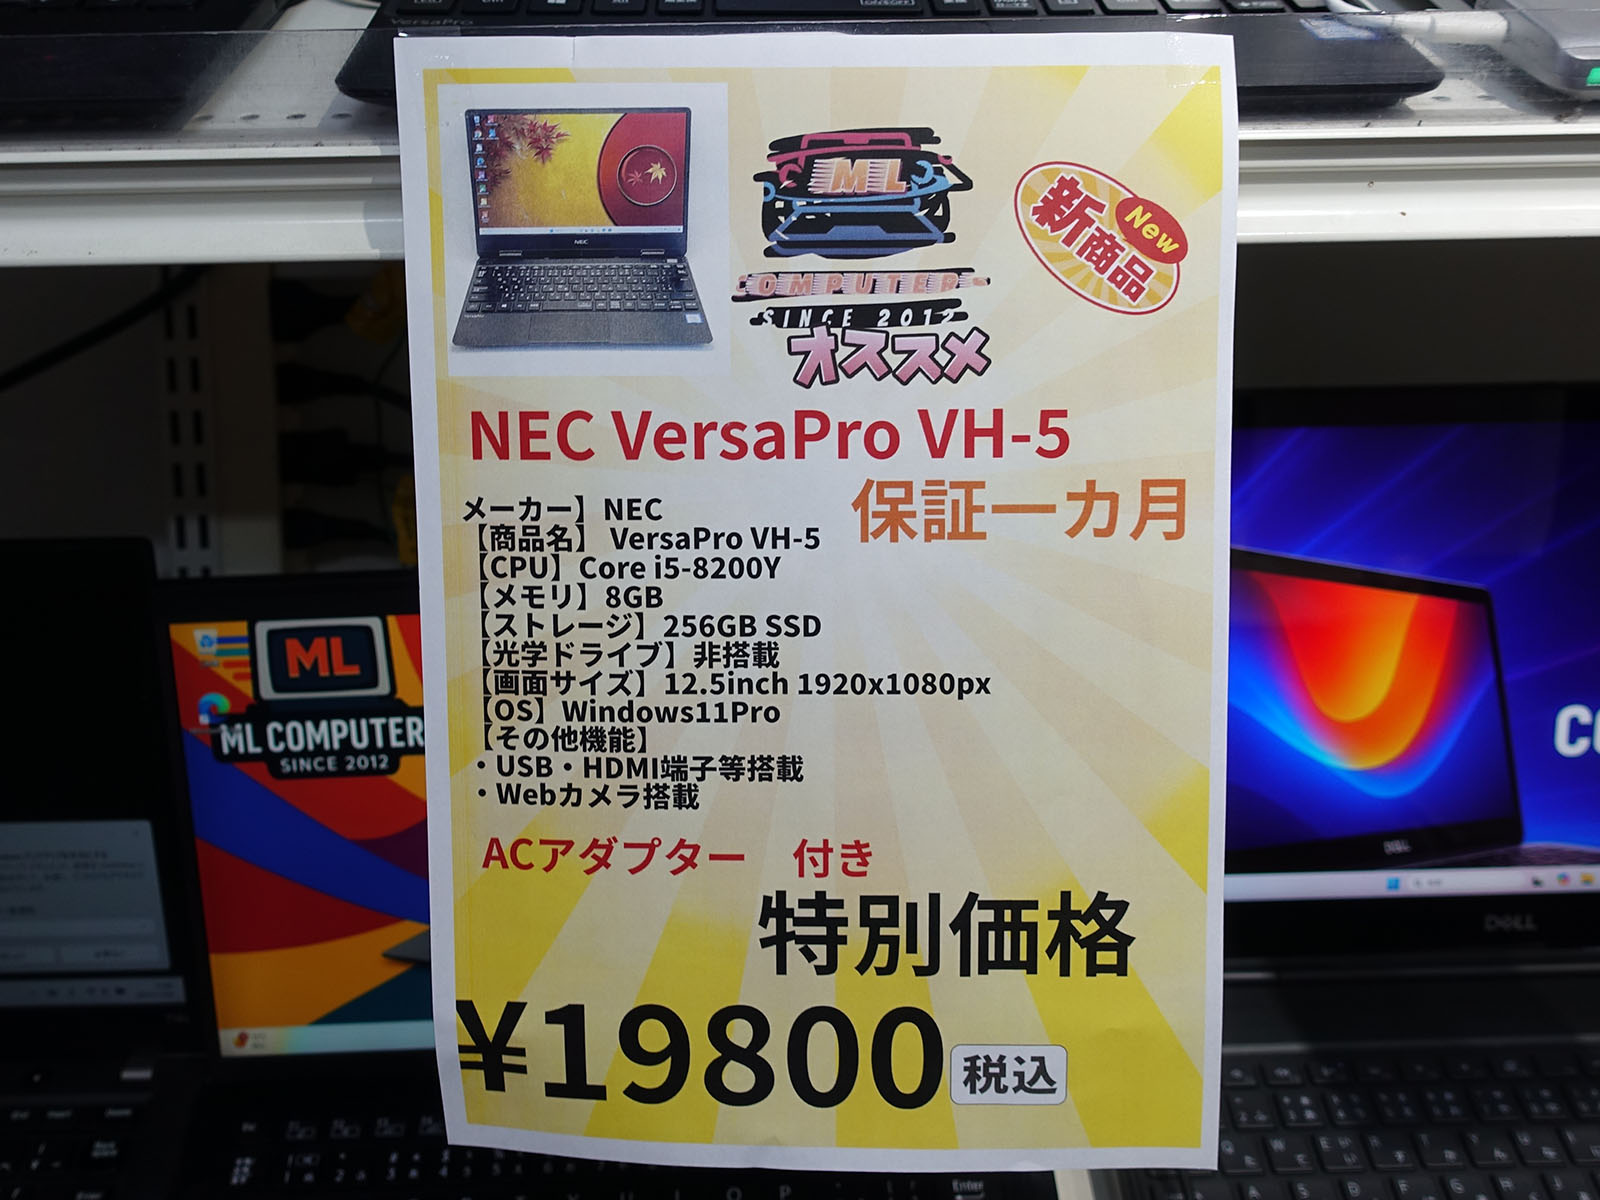 VersaPro
NEC
ML
COMPUTER
SINCE 2012
オススメ
新商品
New
NEC VersaPro VH-5
保証一カ月
メーカー】NEC
【商品名】 VersaPro VH-5
【CPU】Core i5-8200Y
【メモリ】8GB
【ストレージ】256GB SSD
【光学ドライブ】非搭載
【画面サイズ】12.5inch 1920x1080px
【OS】Windows11Pro
【その他機能】
・USB・HDMI端子等搭載
・Webカメラ搭載
ACアダプター 付き
特別価格
¥19800 税込
ML
ML COMPUTER
SINCE 2012
DELL
DELL
Enter